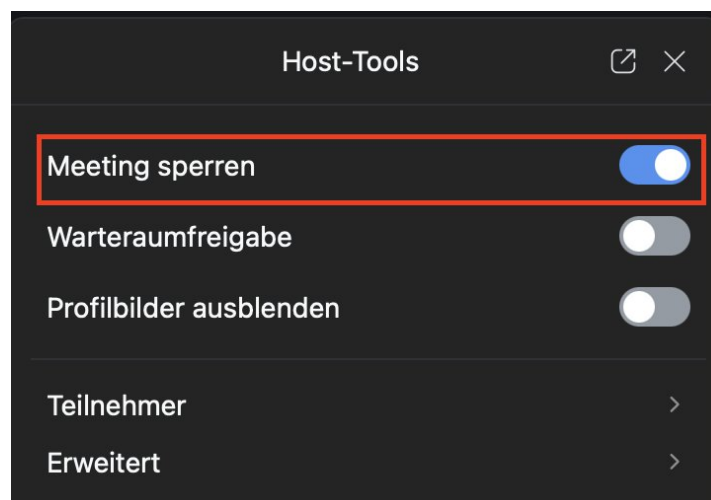 Host-Tools
Meeting sperren
Warteraumfreigabe
Profilbilder ausblenden
Teilnehmer
Erweitert